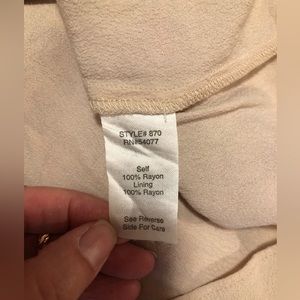 STYLE# 870
RN#54077
Self
100% Rayon
Lining
100% Rayon
See Reverse
Side For Care